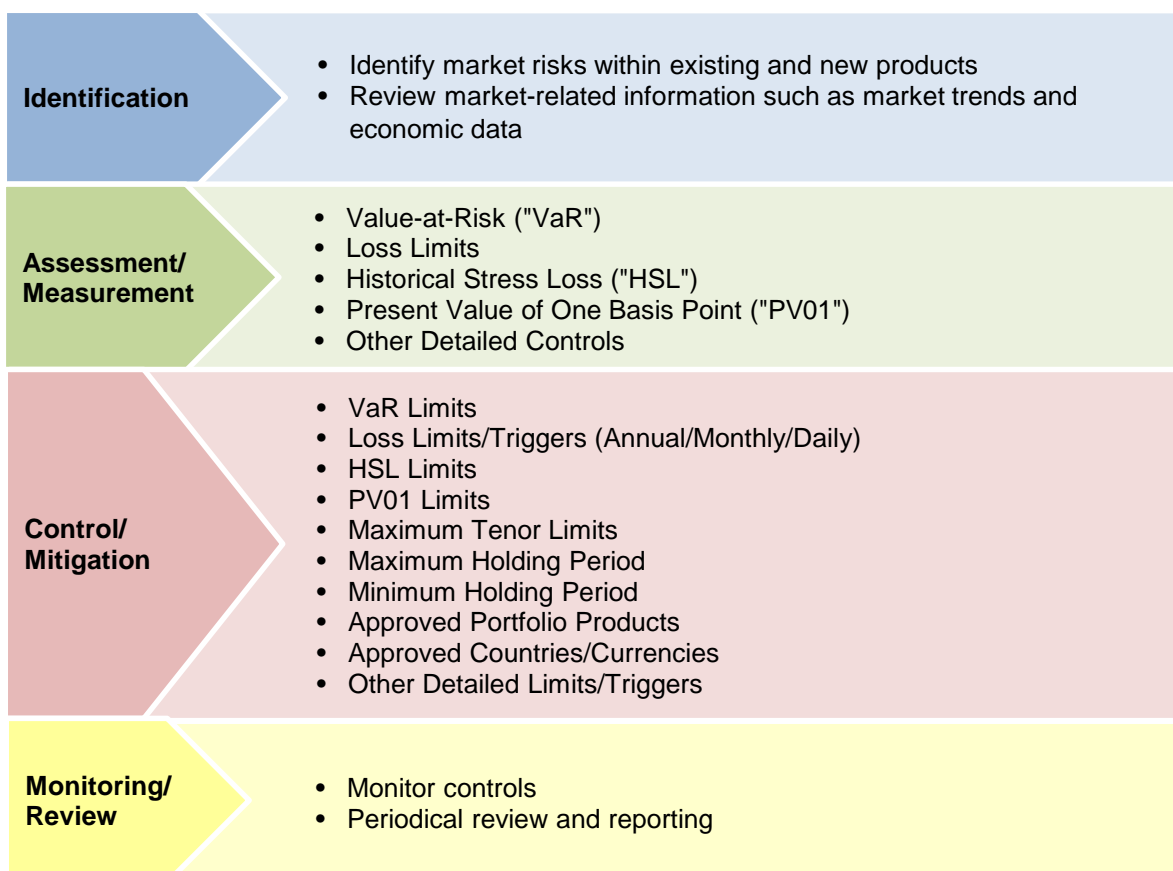 Identification
• Identify market risks within existing and new products
• Review market-related information such as market trends and
economic data
Assessment/
Measurement
• Value-at-Risk ("VaR")
• Loss Limits
• Historical Stress Loss ("HSL")
• Present Value of One Basis Point ("PV01")
• Other Detailed Controls
Control/
Mitigation
• VaR Limits
• Loss Limits/Triggers (Annual/Monthly/Daily)
• HSL Limits
• PV01 Limits
• Maximum Tenor Limits
• Maximum Holding Period
• Minimum Holding Period
• Approved Portfolio Products
• Approved Countries/Currencies
• Other Detailed Limits/Triggers
Monitoring/
Review
• Monitor controls
• Periodical review and reporting